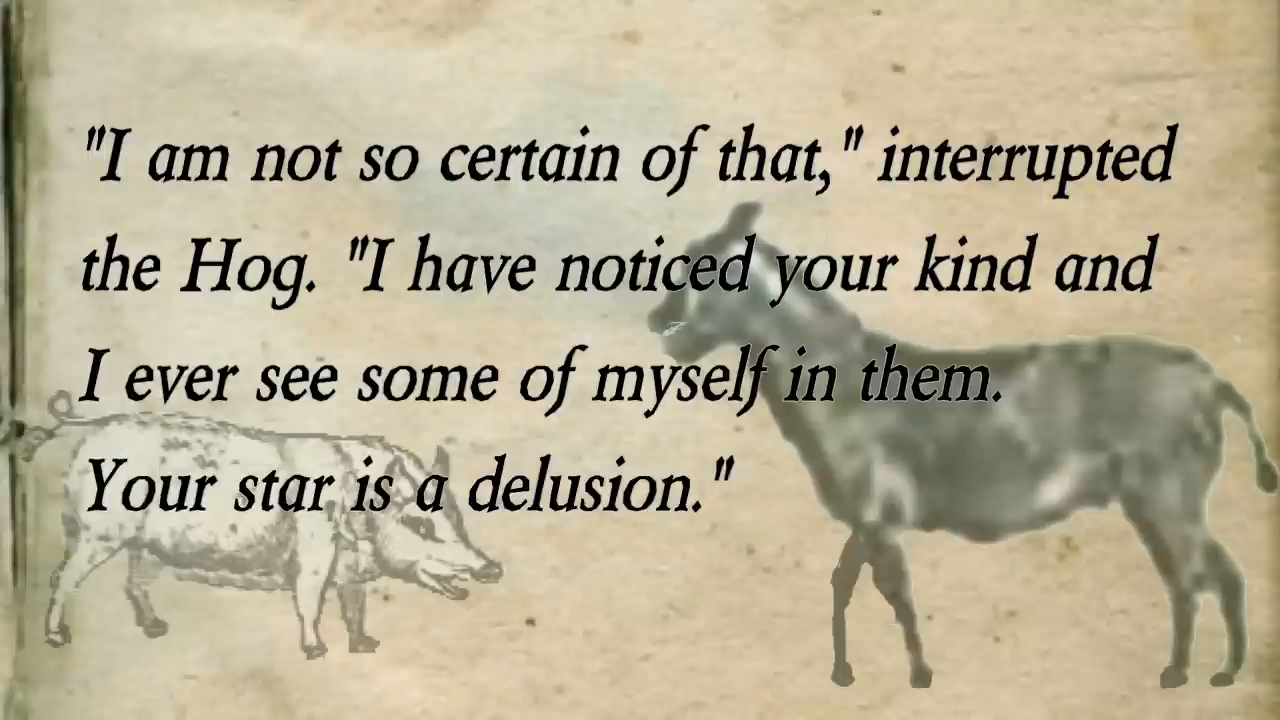 "I am not so certain of that," interrupted
the Hog. "I have noticed your kind and
I ever see some of myself in them.
Your star is a delusion."